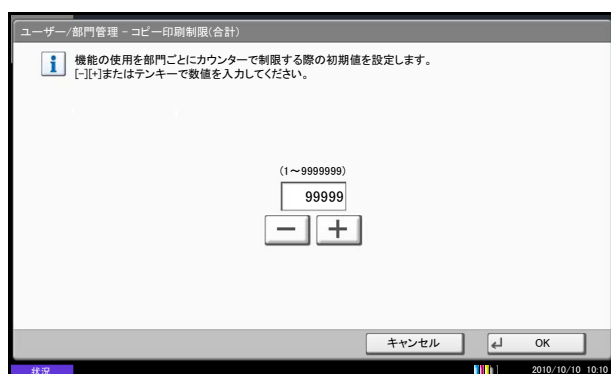 ユーザー/部門管理 - コピー印刷制限(合計)
機能の使用を部門ごとにカウンターで制限する際の初期値を設定します。
[-][+]またはテンキーで数値を入力してください。
(1~9999999)
99999
キャンセル
OK
状況
2010/10/10 10:10